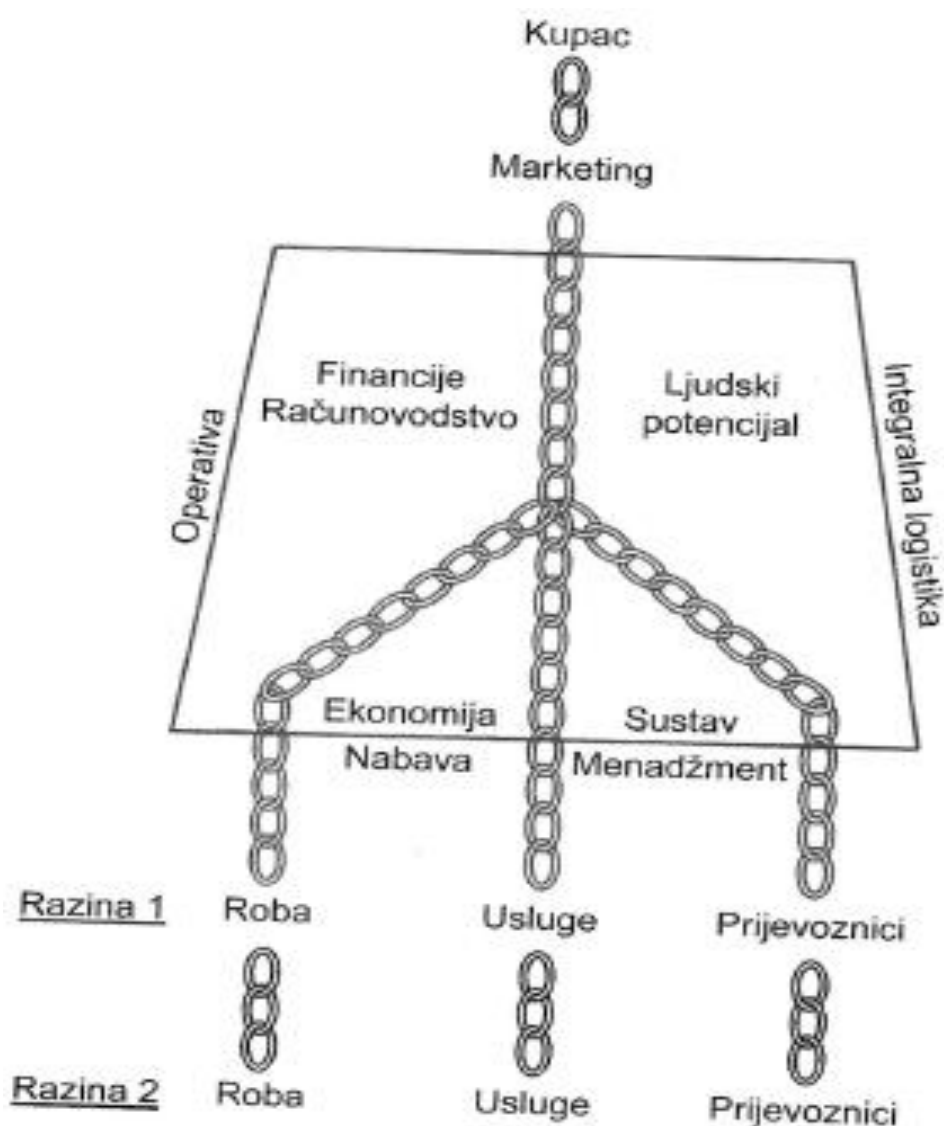 Kupac
Marketing
Financije
Računovodstvo
Ljudski
potencijal
Operativa
Integralna logistika
Ekonomija
Sustav
Nabava
Menadžment
Razina 1
Roba
Usluge
Prijevoznici
Razina 2
Roba
Usluge
Prijevoznici